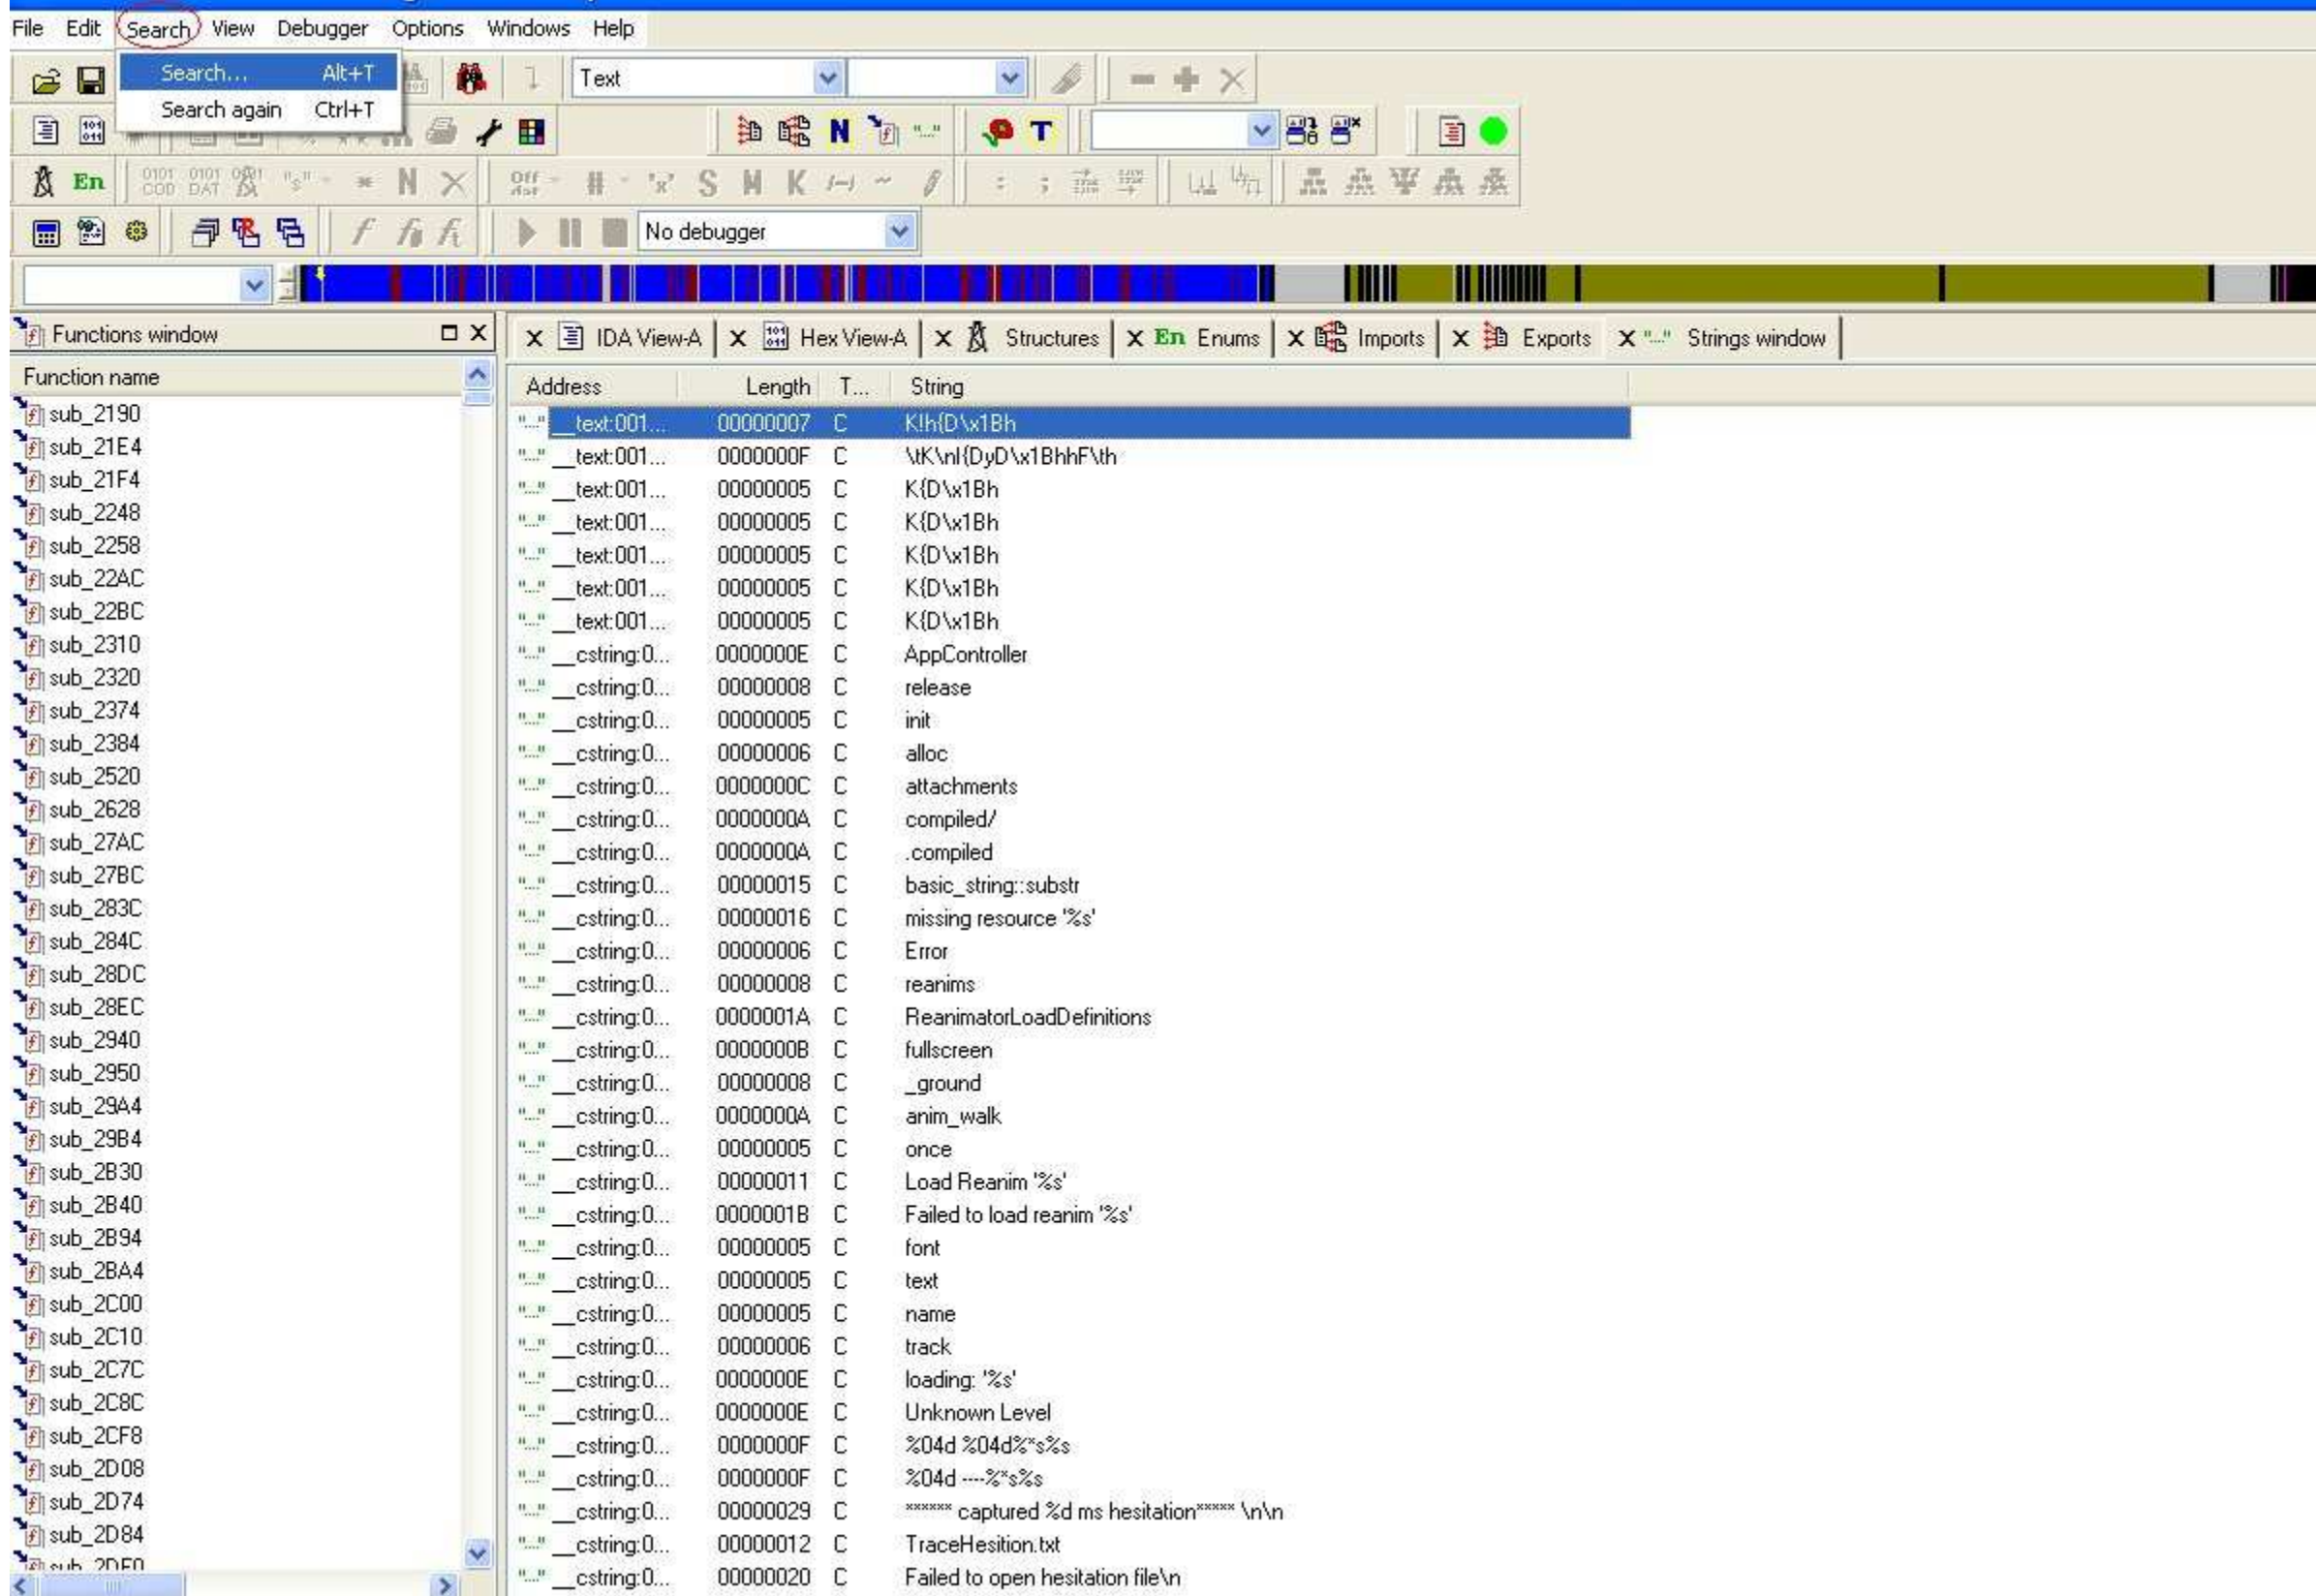 File Edit Search View Debugger Options Windows Help
Search... Alt+T
Search again Ctrl+T
Text
N "..." T
En 0101 COD 0101 DAT "s" * N
Off # 'x' S M K ~ : ;
f
No debugger
Functions window
IDA View-A Hex View-A Structures En Enums Imports Exports Strings window
Function name
sub_2190
sub_21E4
sub_21F4
sub_2248
sub_2258
sub_22AC
sub_22BC
sub_2310
sub_2320
sub_2374
sub_2384
sub_2520
sub_2628
sub_27AC
sub_27BC
sub_283C
sub_284C
sub_28DC
sub_28EC
sub_2940
sub_2950
sub_29A4
sub_29B4
sub_2B30
sub_2B40
sub_2B94
sub_2BA4
sub_2C00
sub_2C10
sub_2C7C
sub_2C8C
sub_2CF8
sub_2D08
sub_2D74
sub_2D84
Address Length T... String
"..." __text:001... 00000007 C K!h{D\x1Bh
"..." __text:001... 0000000F C \tK\nI{DyD\x1BhhF\th
"..." __text:001... 00000005 C K{D\x1Bh
"..." __text:001... 00000005 C K{D\x1Bh
"..." __text:001... 00000005 C K{D\x1Bh
"..." __text:001... 00000005 C K{D\x1Bh
"..." __text:001... 00000005 C K{D\x1Bh
"..." __cstring:0... 0000000E C AppController
"..." __cstring:0... 00000008 C release
"..." __cstring:0... 00000005 C init
"..." __cstring:0... 00000006 C alloc
"..." __cstring:0... 0000000C C attachments
"..." __cstring:0... 0000000A C compiled/
"..." __cstring:0... 0000000A C .compiled
"..." __cstring:0... 00000015 C basic_string::substr
"..." __cstring:0... 00000016 C missing resource '%s'
"..." __cstring:0... 00000006 C Error
"..." __cstring:0... 00000008 C reanims
"..." __cstring:0... 0000001A C ReanimatorLoadDefinitions
"..." __cstring:0... 0000000B C fullscreen
"..." __cstring:0... 00000008 C _ground
"..." __cstring:0... 0000000A C anim_walk
"..." __cstring:0... 00000005 C once
"..." __cstring:0... 00000011 C Load Reanim '%s'
"..." __cstring:0... 0000001B C Failed to load reanim '%s'
"..." __cstring:0... 00000005 C font
"..." __cstring:0... 00000005 C text
"..." __cstring:0... 00000005 C name
"..." __cstring:0... 00000006 C track
"..." __cstring:0... 0000000E C loading: '%s'
"..." __cstring:0... 0000000E C Unknown Level
"..." __cstring:0... 0000000F C %04d %04d%*s%s
"..." __cstring:0... 0000000F C %04d ----%*s%s
"..." __cstring:0... 00000029 C ****** captured %d ms hesitation***** \n\n
"..." __cstring:0... 00000012 C TraceHesition.txt
"..." __cstring:0... 00000020 C Failed to open hesitation file\n